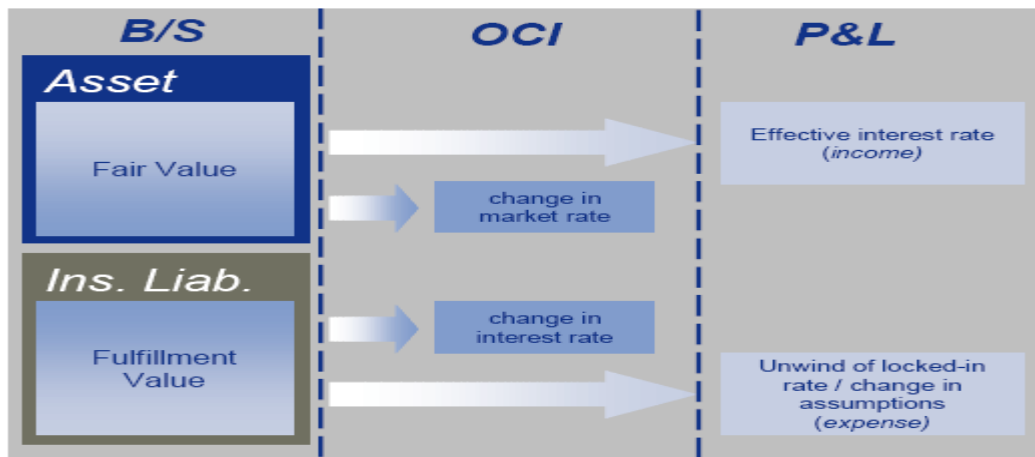 B/S
OCI
P&L
Asset
Fair Value
Effective interest rate
(income)
change in
market rate
Ins. Liab.
Fulfillment
Value
change in
interest rate
Unwind of locked-in
rate / change in
assumptions
(expense)